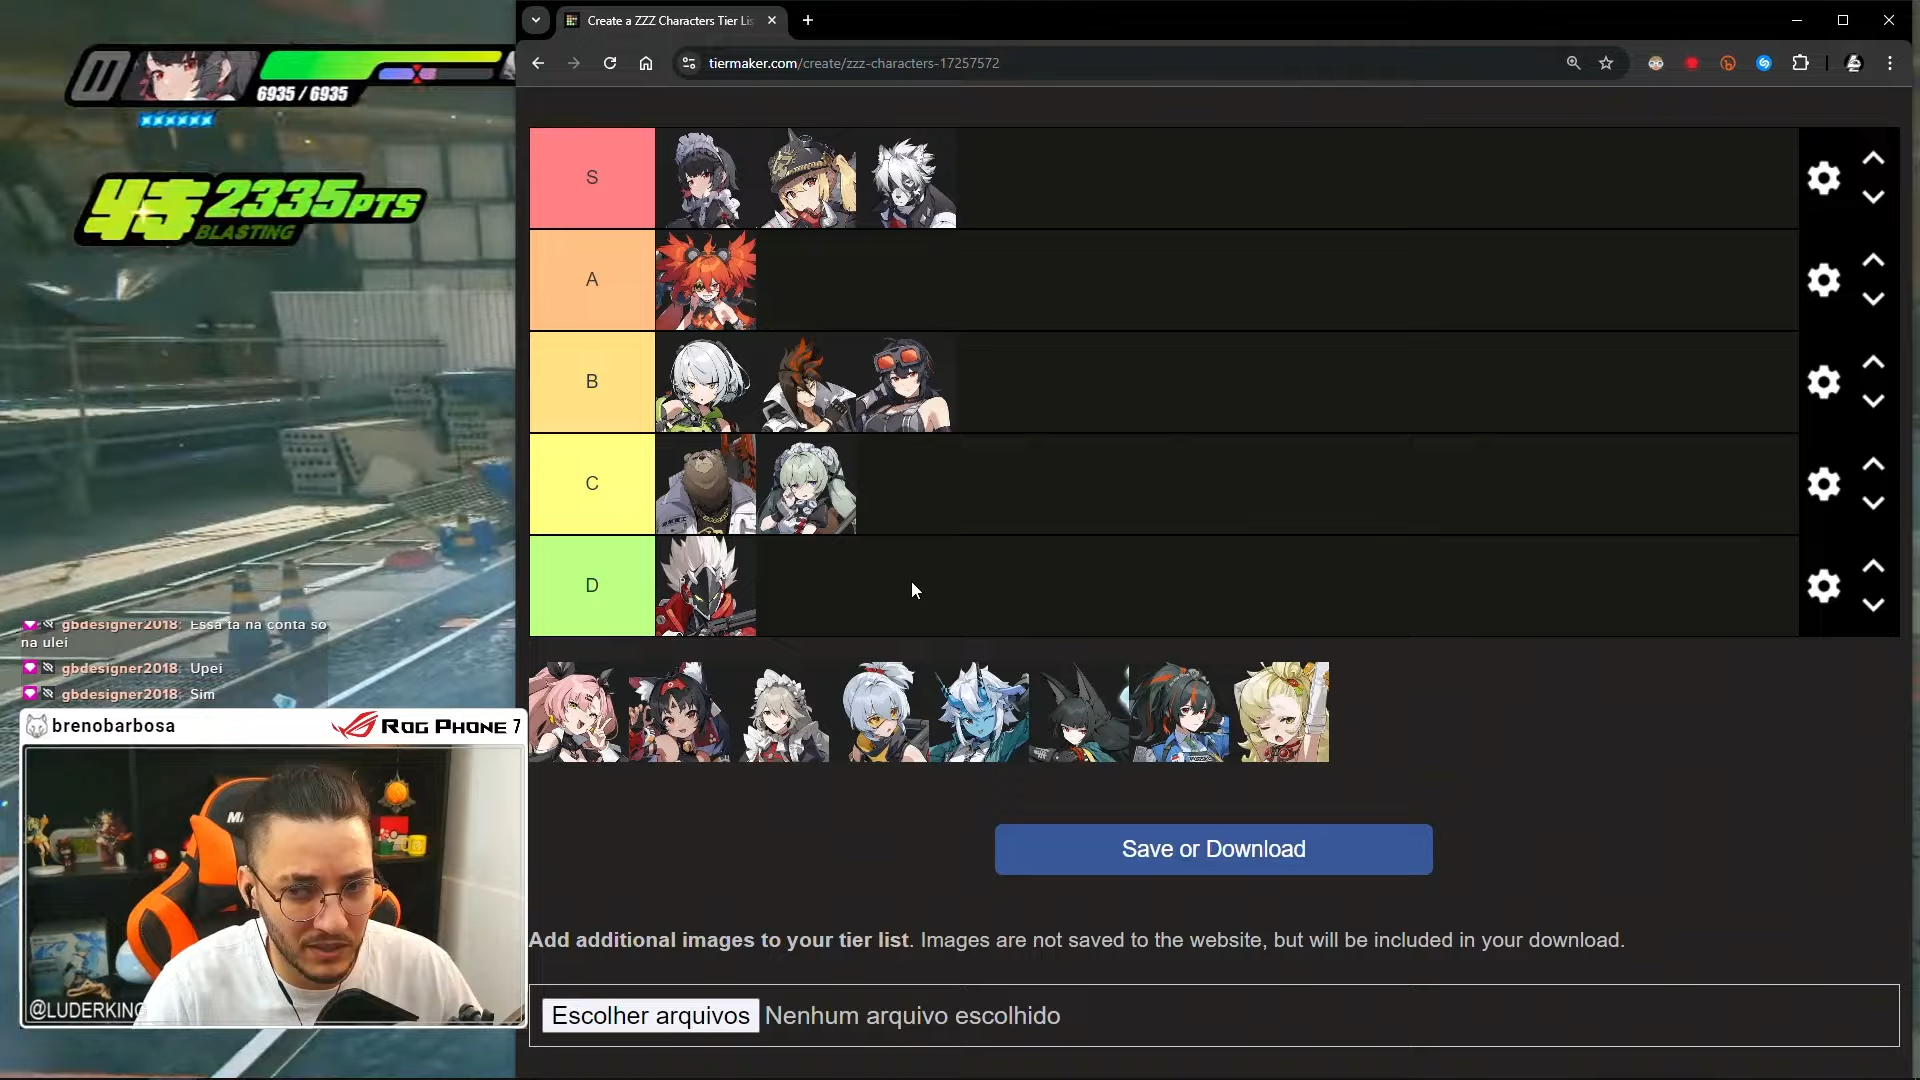 Create a ZZZ Characters Tier Lis
tiermaker.com/create/zzz-characters-17257572
6935 / 6935
2335PTS
BLASTING
S
A
B
C
D
gbdesigner2018: Essa ta na conta so
na ulei
gbdesigner2018: Upei
gbdesigner2018: Sim
brenobarbosa
ROG PHONE 7
@LUDERKING
Save or Download
Add additional images to your tier list. Images are not saved to the website, but will be included in your download.
Escolher arquivos Nenhum arquivo escolhido